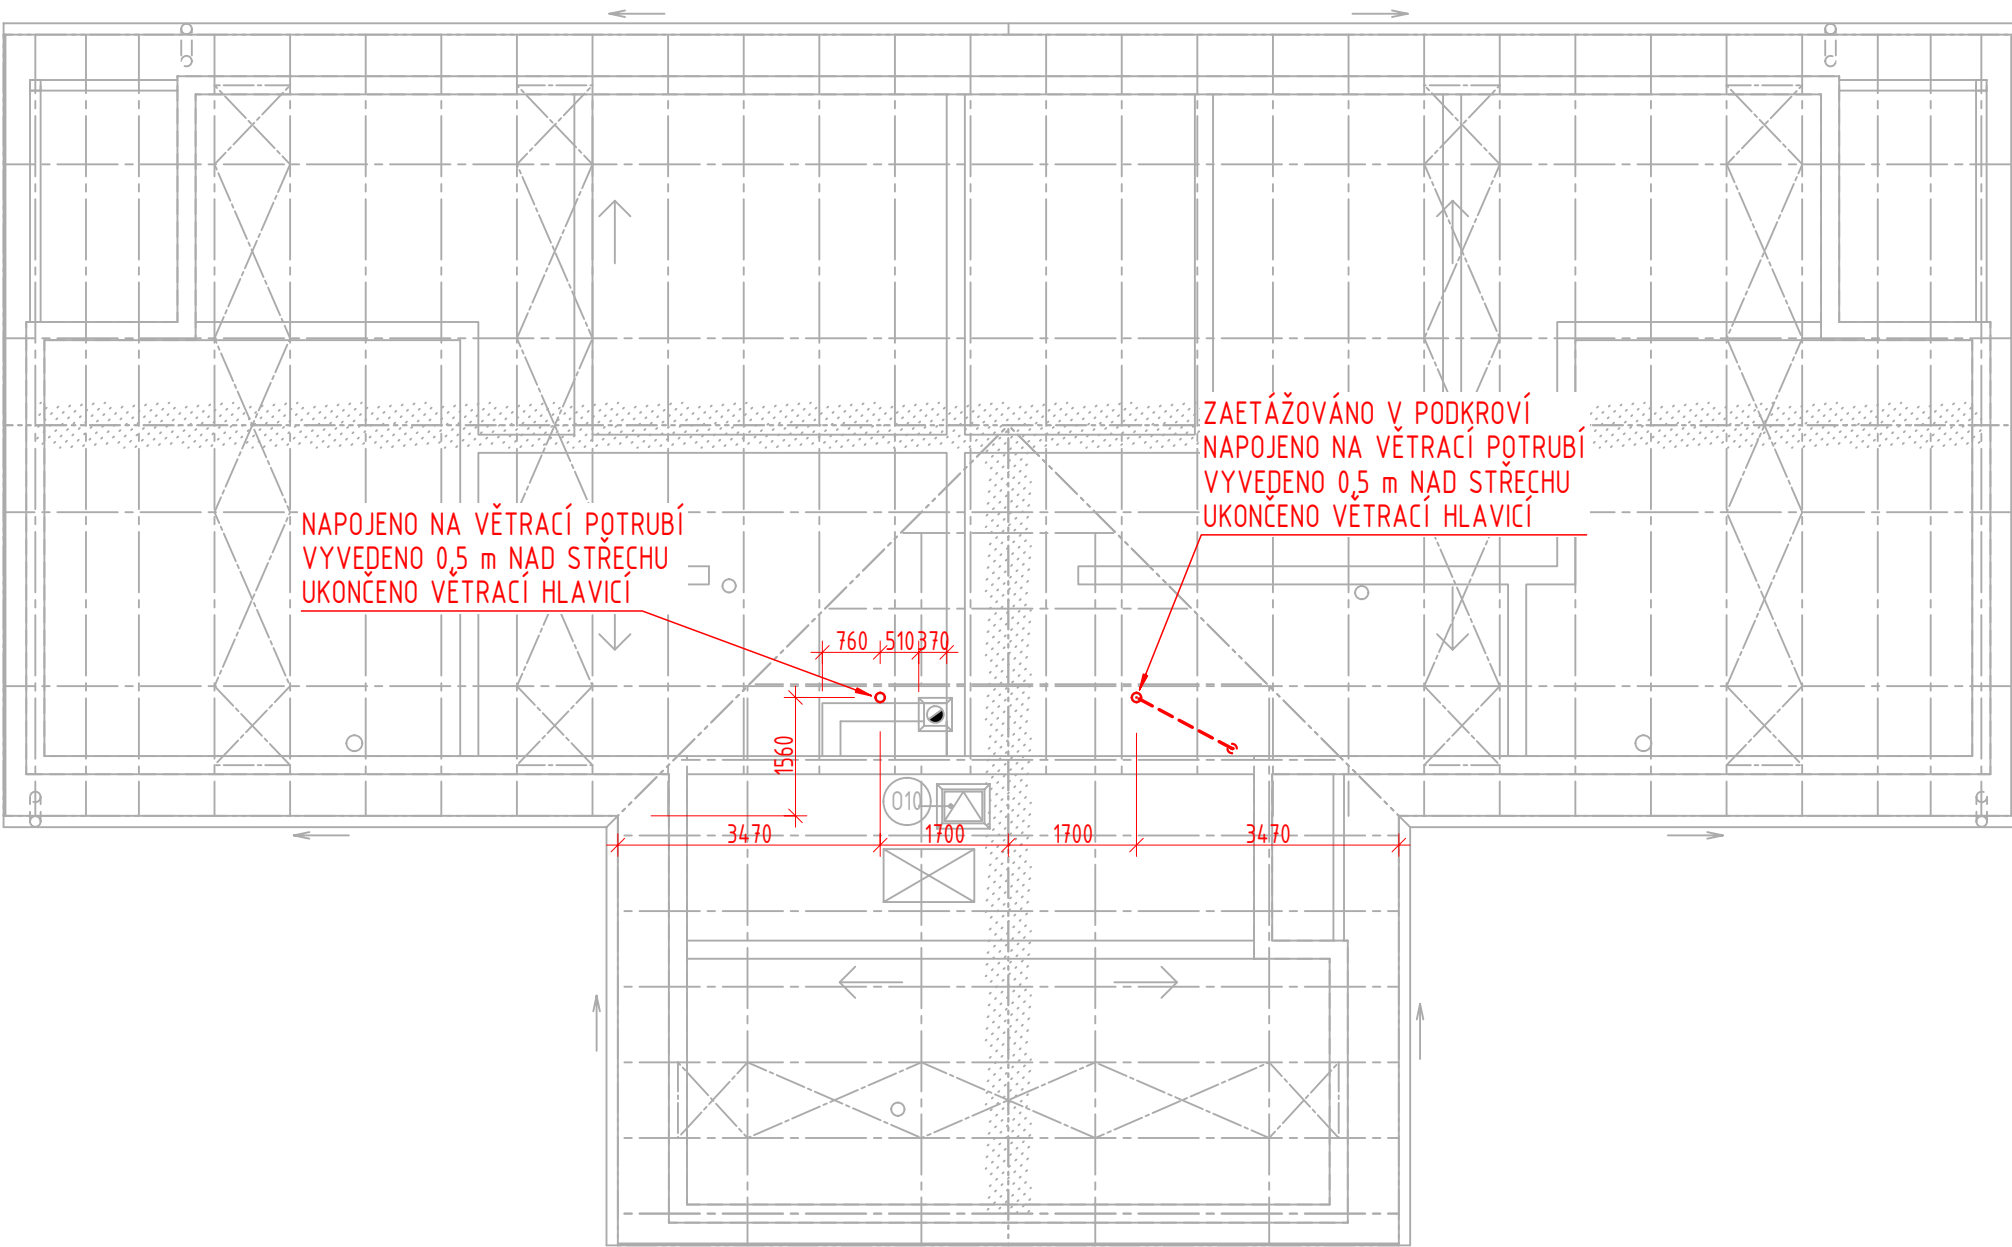 ZAETÁŽOVÁNO V PODKROVÍ
NAPOJENO NA VĚTRACÍ POTRUBÍ
VYVEDENO 0,5 m NAD STŘECHU
UKONČENO VĚTRACÍ HLAVICÍ
NAPOJENO NA VĚTRACÍ POTRUBÍ
VYVEDENO 0,5 m NAD STŘECHU
UKONČENO VĚTRACÍ HLAVICÍ
760 510 370
1560
O10
3470 1700 1700 3470